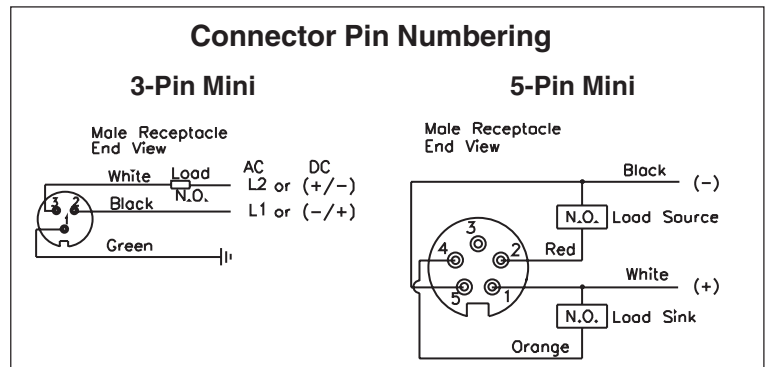 Connector Pin Numbering
3-Pin Mini
Male Receptacle
End View
White Load AC DC
L2 or (+/-)
N.O.
Black L1 or (-/+)
3 2
1
Green
5-Pin Mini
Male Receptacle
End View
Black (-)
N.O. Load Source
3
4 2 Red
White (+)
5 1
N.O. Load Sink
Orange